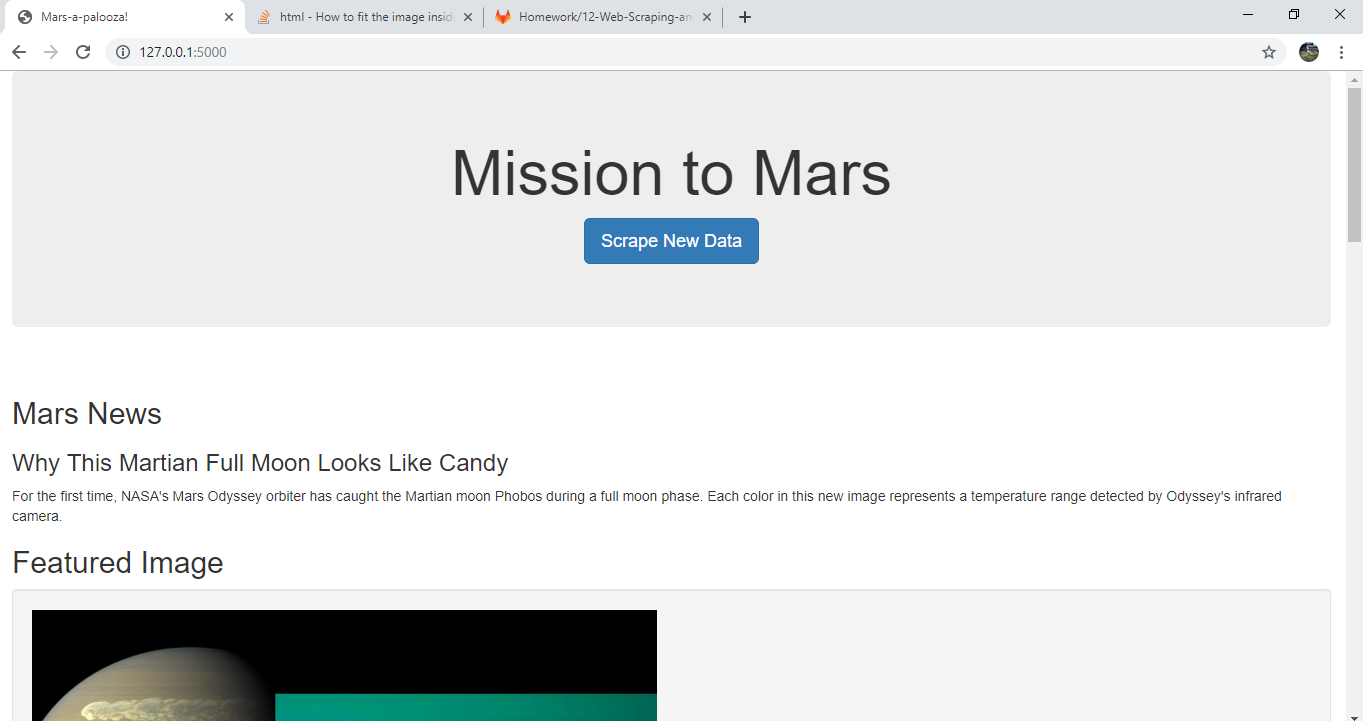 Mars-a-palooza!
html - How to fit the image insid
Homework/12-Web-Scraping-an
127.0.0.1:5000
Mission to Mars
Scrape New Data
Mars News
Why This Martian Full Moon Looks Like Candy
For the first time, NASA's Mars Odyssey orbiter has caught the Martian moon Phobos during a full moon phase. Each color in this new image represents a temperature range detected by Odyssey's infrared
camera.
Featured Image